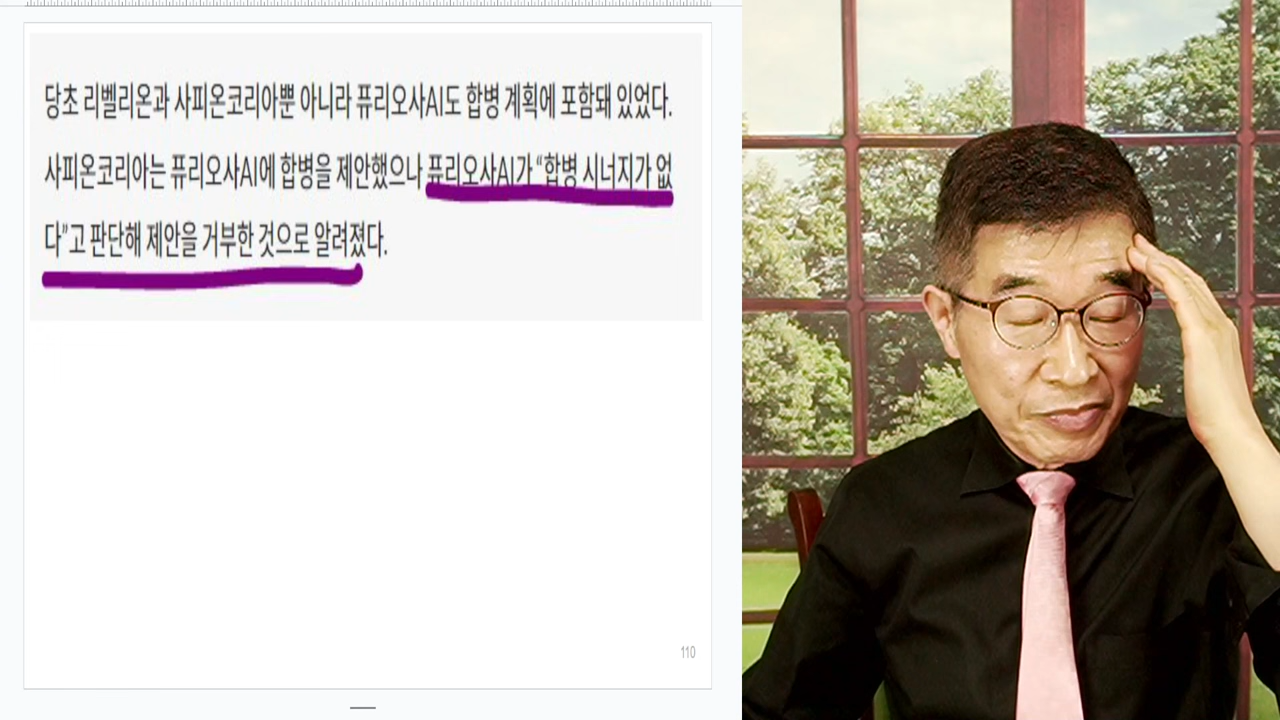 당초 리벨리온과 사피온코리아뿐 아니라 퓨리오사AI도 합병 계획에 포함돼 있었다.
사피온코리아는 퓨리오사AI에 합병을 제안했으나 퓨리오사AI가 “합병 시너지가 없
다”고 판단해 제안을 거부한 것으로 알려졌다.
110